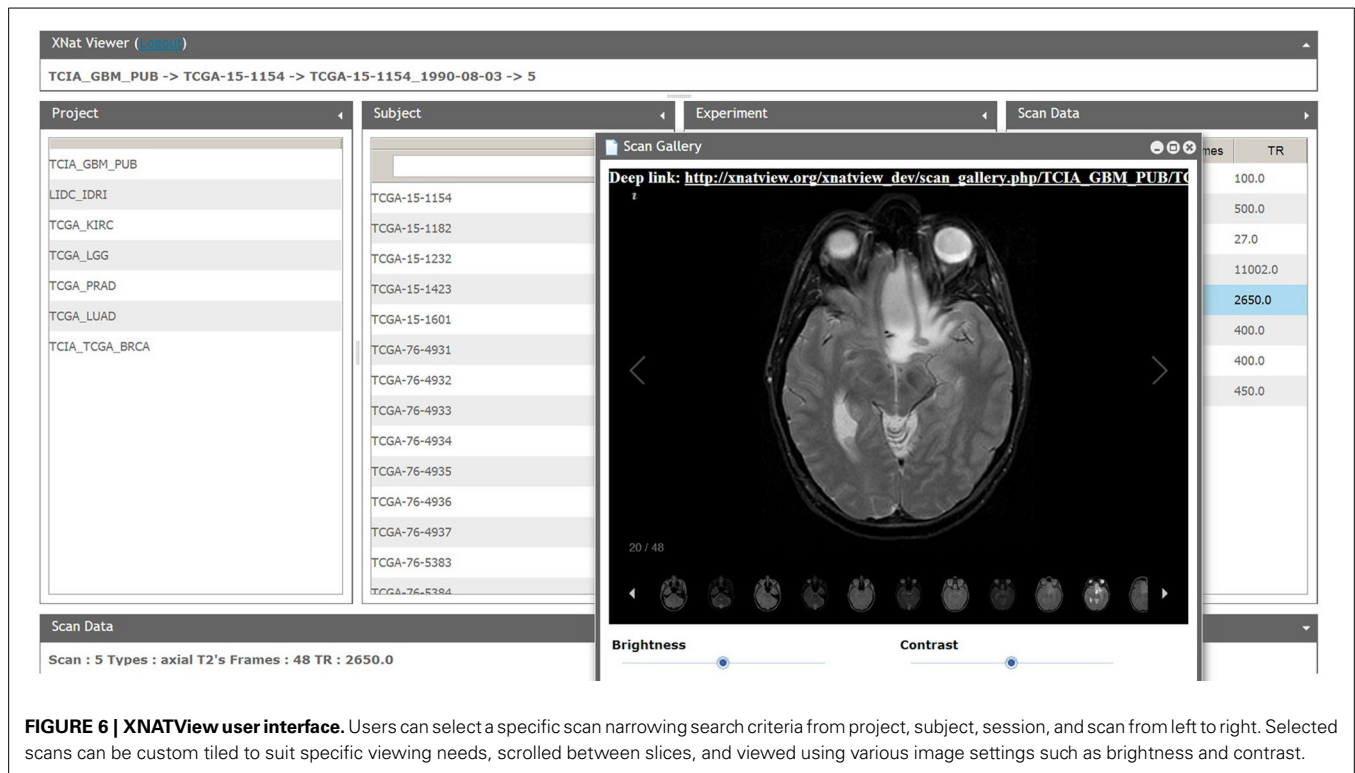 XNat Viewer (Logout)
TCIA_GBM_PUB -> TCGA-15-1154 -> TCGA-15-1154_1990-08-03 -> 5
Project
Subject
Experiment
Scan Data
TCIA_GBM_PUB
LIDC_IDRI
TCGA_KIRC
TCGA_LGG
TCGA_PRAD
TCGA_LUAD
TCIA_TCGA_BRCA
TCGA-15-1154
TCGA-15-1182
TCGA-15-1232
TCGA-15-1423
TCGA-15-1601
TCGA-76-4931
TCGA-76-4932
TCGA-76-4933
TCGA-76-4934
TCGA-76-4935
TCGA-76-4936
TCGA-76-4937
TCGA-76-5383
TCGA-76-5384
Scan Gallery
Deep link: http://xnatview.org/xnatview_dev/scan_gallery.php/TCIA_GBM_PUB/TC
i
20 / 48
Brightness
Contrast
mes TR
100.0
500.0
27.0
11002.0
2650.0
400.0
400.0
450.0
Scan Data
Scan : 5 Types : axial T2's Frames : 48 TR : 2650.0
FIGURE 6 | XNATView user interface. Users can select a specific scan narrowing search criteria from project, subject, session, and scan from left to right. Selected
scans can be custom tiled to suit specific viewing needs, scrolled between slices, and viewed using various image settings such as brightness and contrast.